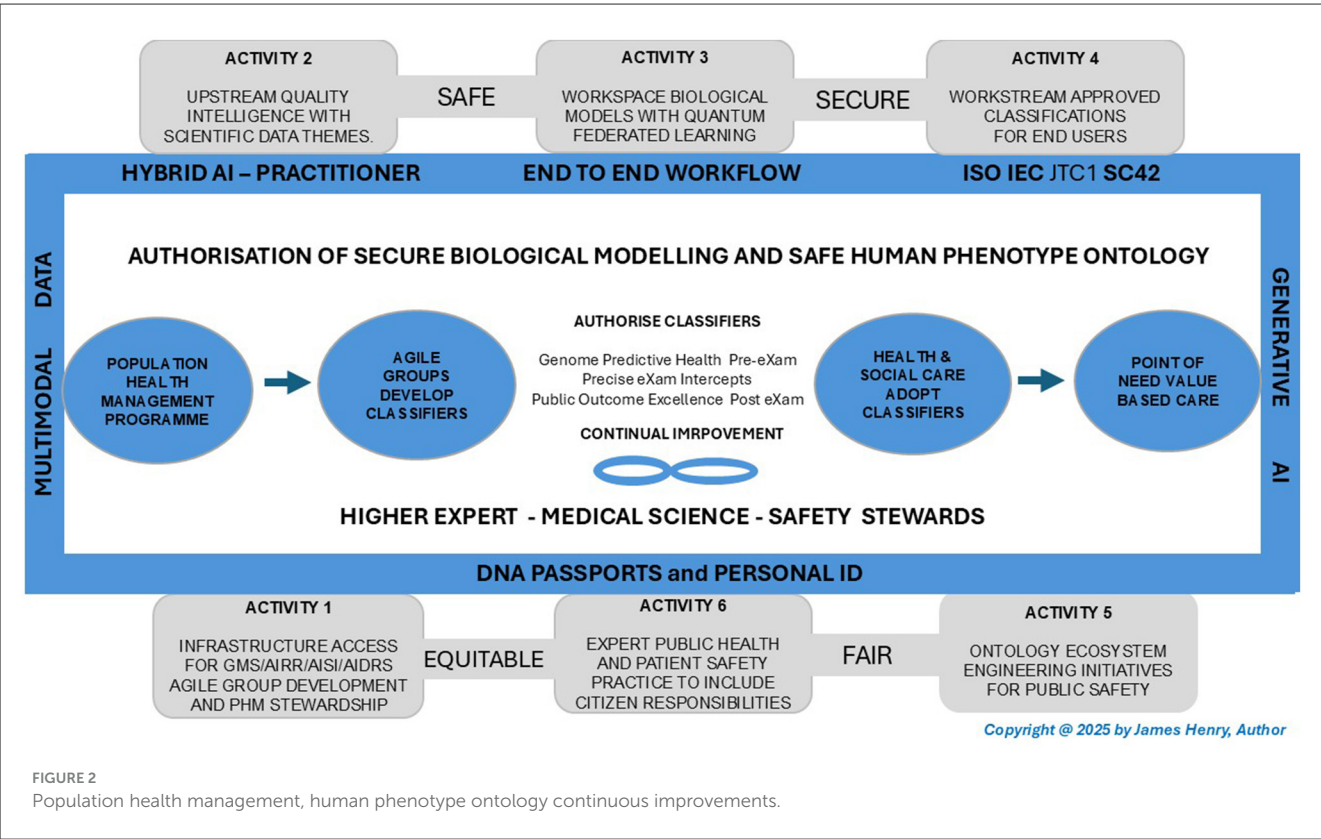 ACTIVITY 2
UPSTREAM QUALITY
INTELLIGENCE WITH
SCIENTIFIC DATA THEMES.
SAFE
ACTIVITY 3
WORKSPACE BIOLOGICAL
MODELS WITH QUANTUM
FEDERATED LEARNING
SECURE
ACTIVITY 4
WORKSTREAM APPROVED
CLASSIFICATIONS
FOR END USERS
HYBRID AI – PRACTITIONER
END TO END WORKFLOW
ISO IEC JTC1 SC42
MULTIMODAL DATA
AUTHORISATION OF SECURE BIOLOGICAL MODELLING AND SAFE HUMAN PHENOTYPE ONTOLOGY
POPULATION
HEALTH
MANAGEMENT
PROGRAMME
AGILE
GROUPS
DEVELOP
CLASSIFIERS
AUTHORISE CLASSIFIERS
Genome Predictive Health Pre-eXam
Precise eXam Intercepts
Public Outcome Excellence Post eXam
CONTINUAL IMRPOVEMENT
HEALTH &
SOCIAL CARE
ADOPT
CLASSIFIERS
POINT OF
NEED VALUE
BASED CARE
GENERATIVE AI
HIGHER EXPERT - MEDICAL SCIENCE - SAFETY STEWARDS
DNA PASSPORTS and PERSONAL ID
ACTIVITY 1
INFRASTRUCTURE ACCESS
FOR GMS/AIRR/AISI/AIDRS
AGILE GROUP DEVELOPMENT
AND PHM STEWARDSHIP
EQUITABLE
ACTIVITY 6
EXPERT PUBLIC HEALTH
AND PATIENT SAFETY
PRACTICE TO INCLUDE
CITIZEN RESPONSIBILITIES
FAIR
ACTIVITY 5
ONTOLOGY ECOSYSTEM
ENGINEERING INITIATIVES
FOR PUBLIC SAFETY
Copyright @ 2025 by James Henry, Author
FIGURE 2
Population health management, human phenotype ontology continuous improvements.